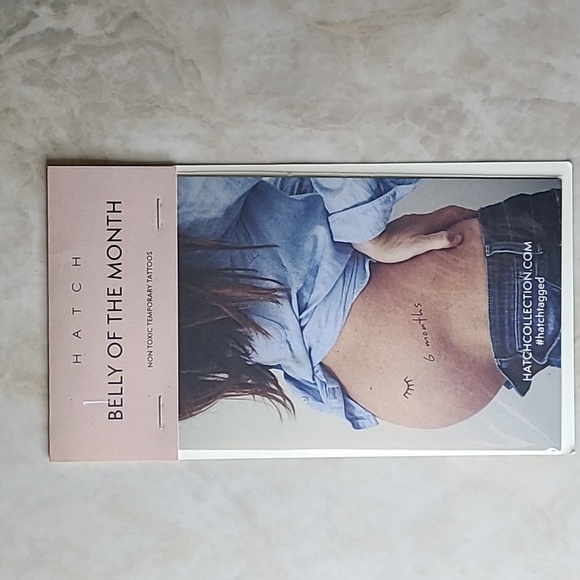 HATCH
BELLY OF THE MONTH
NON TOXIC TEMPORARY TATTOOS
6 months
HATCHCOLLECTION.COM
#hatchtagged